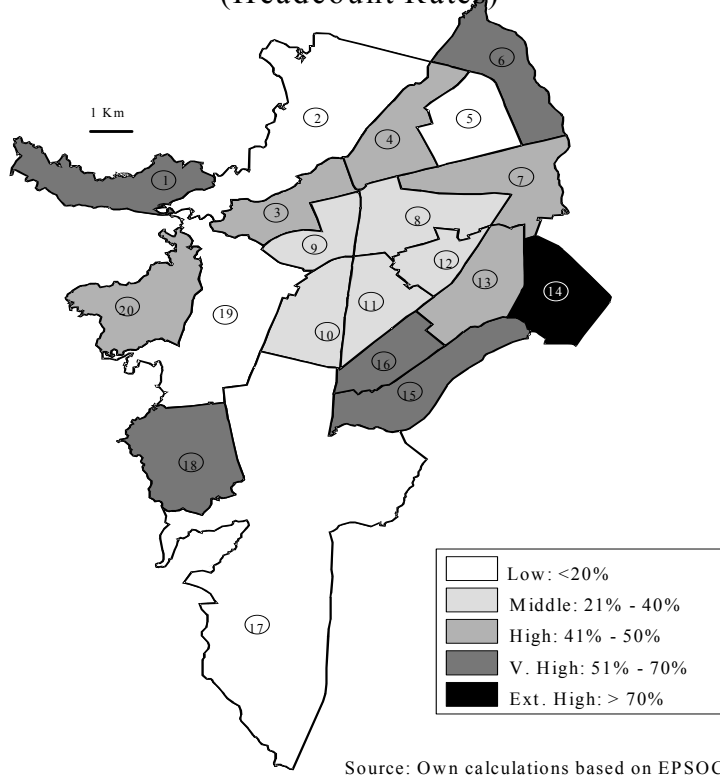 (Headcount Rates)
6
1 Km
2
5
4
1
7
3
8
9
12
13
14
20
19
11
10
16
15
18
17
Low: <20%
Middle: 21% - 40%
High: 41% - 50%
V. High: 51% - 70%
Ext. High: > 70%
Source: Own calculations based on EPSOC